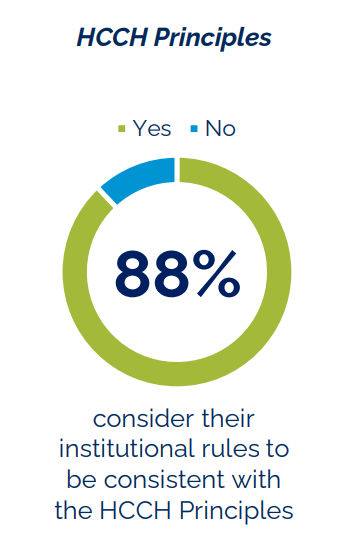 HCCH Principles
Yes No
88%
consider their
institutional rules to
be consistent with
the HCCH Principles